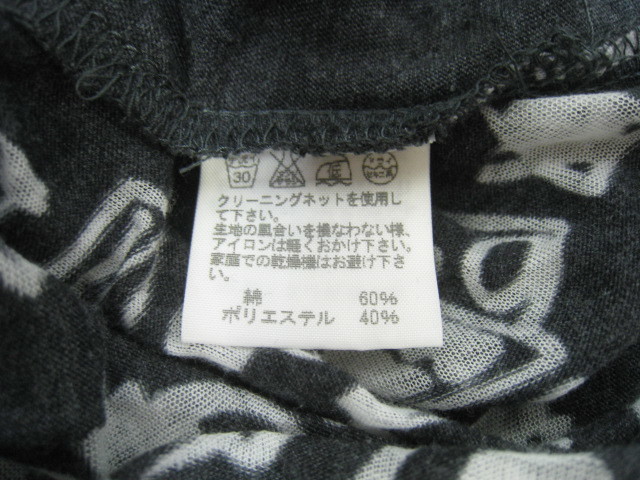 30
クリーニングネットを使用し
て下さい。
生地の風合いを損なわない様、
アイロンは軽くおかけ下さい。
家庭での乾燥機はお避け下さ
い。
綿 60%
ポリエステル 40%